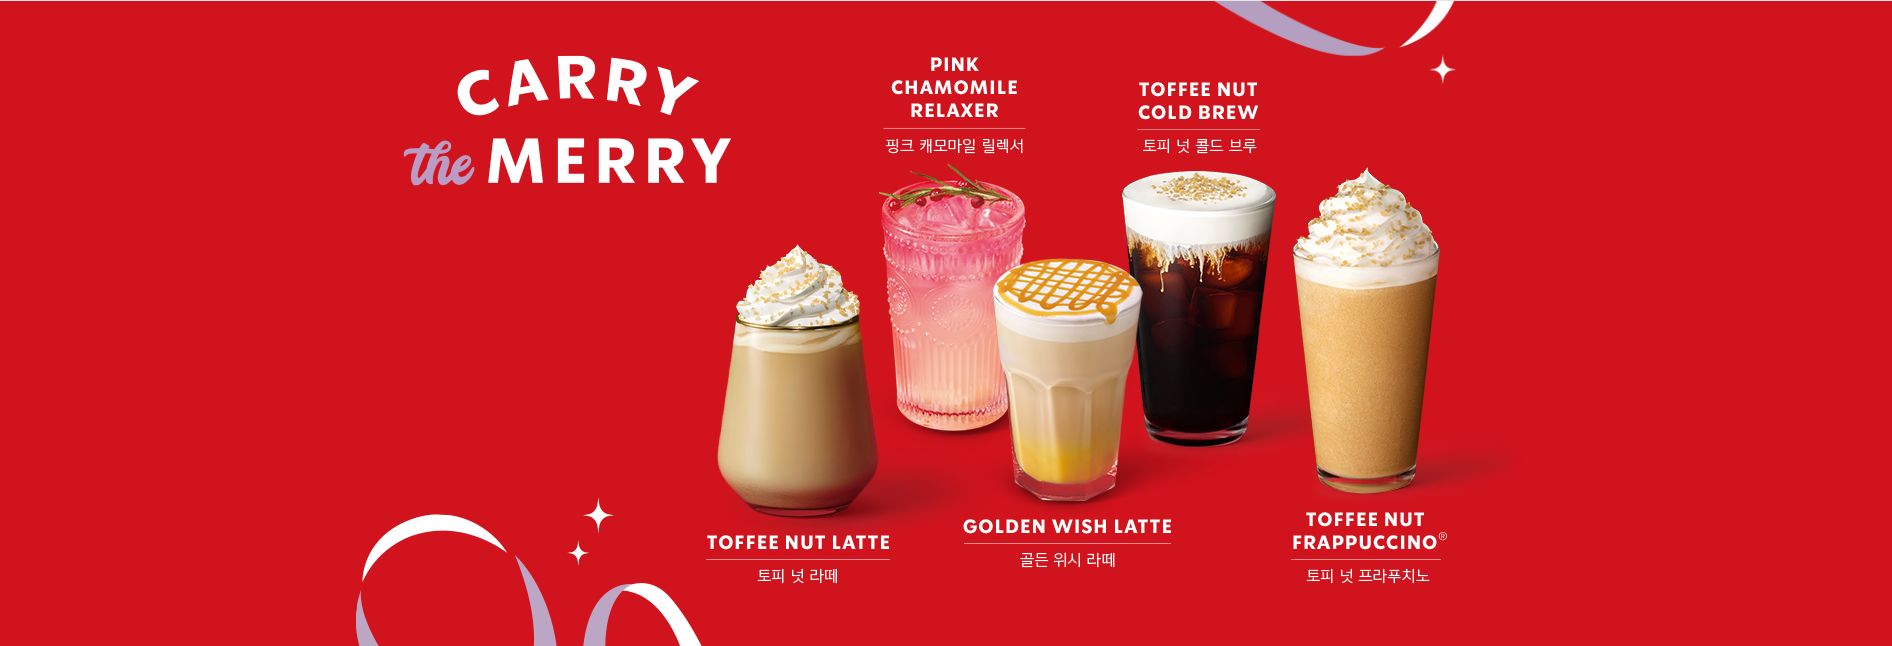 CARRY
the MERRY
PINK
CHAMOMILE
RELAXER
핑크 캐모마일 릴렉서
TOFFEE NUT
COLD BREW
토피 넛 콜드 브루
TOFFEE NUT LATTE
토피 넛 라떼
GOLDEN WISH LATTE
골든 위시 라떼
TOFFEE NUT
FRAPPUCCINO®
토피 넛 프라푸치노